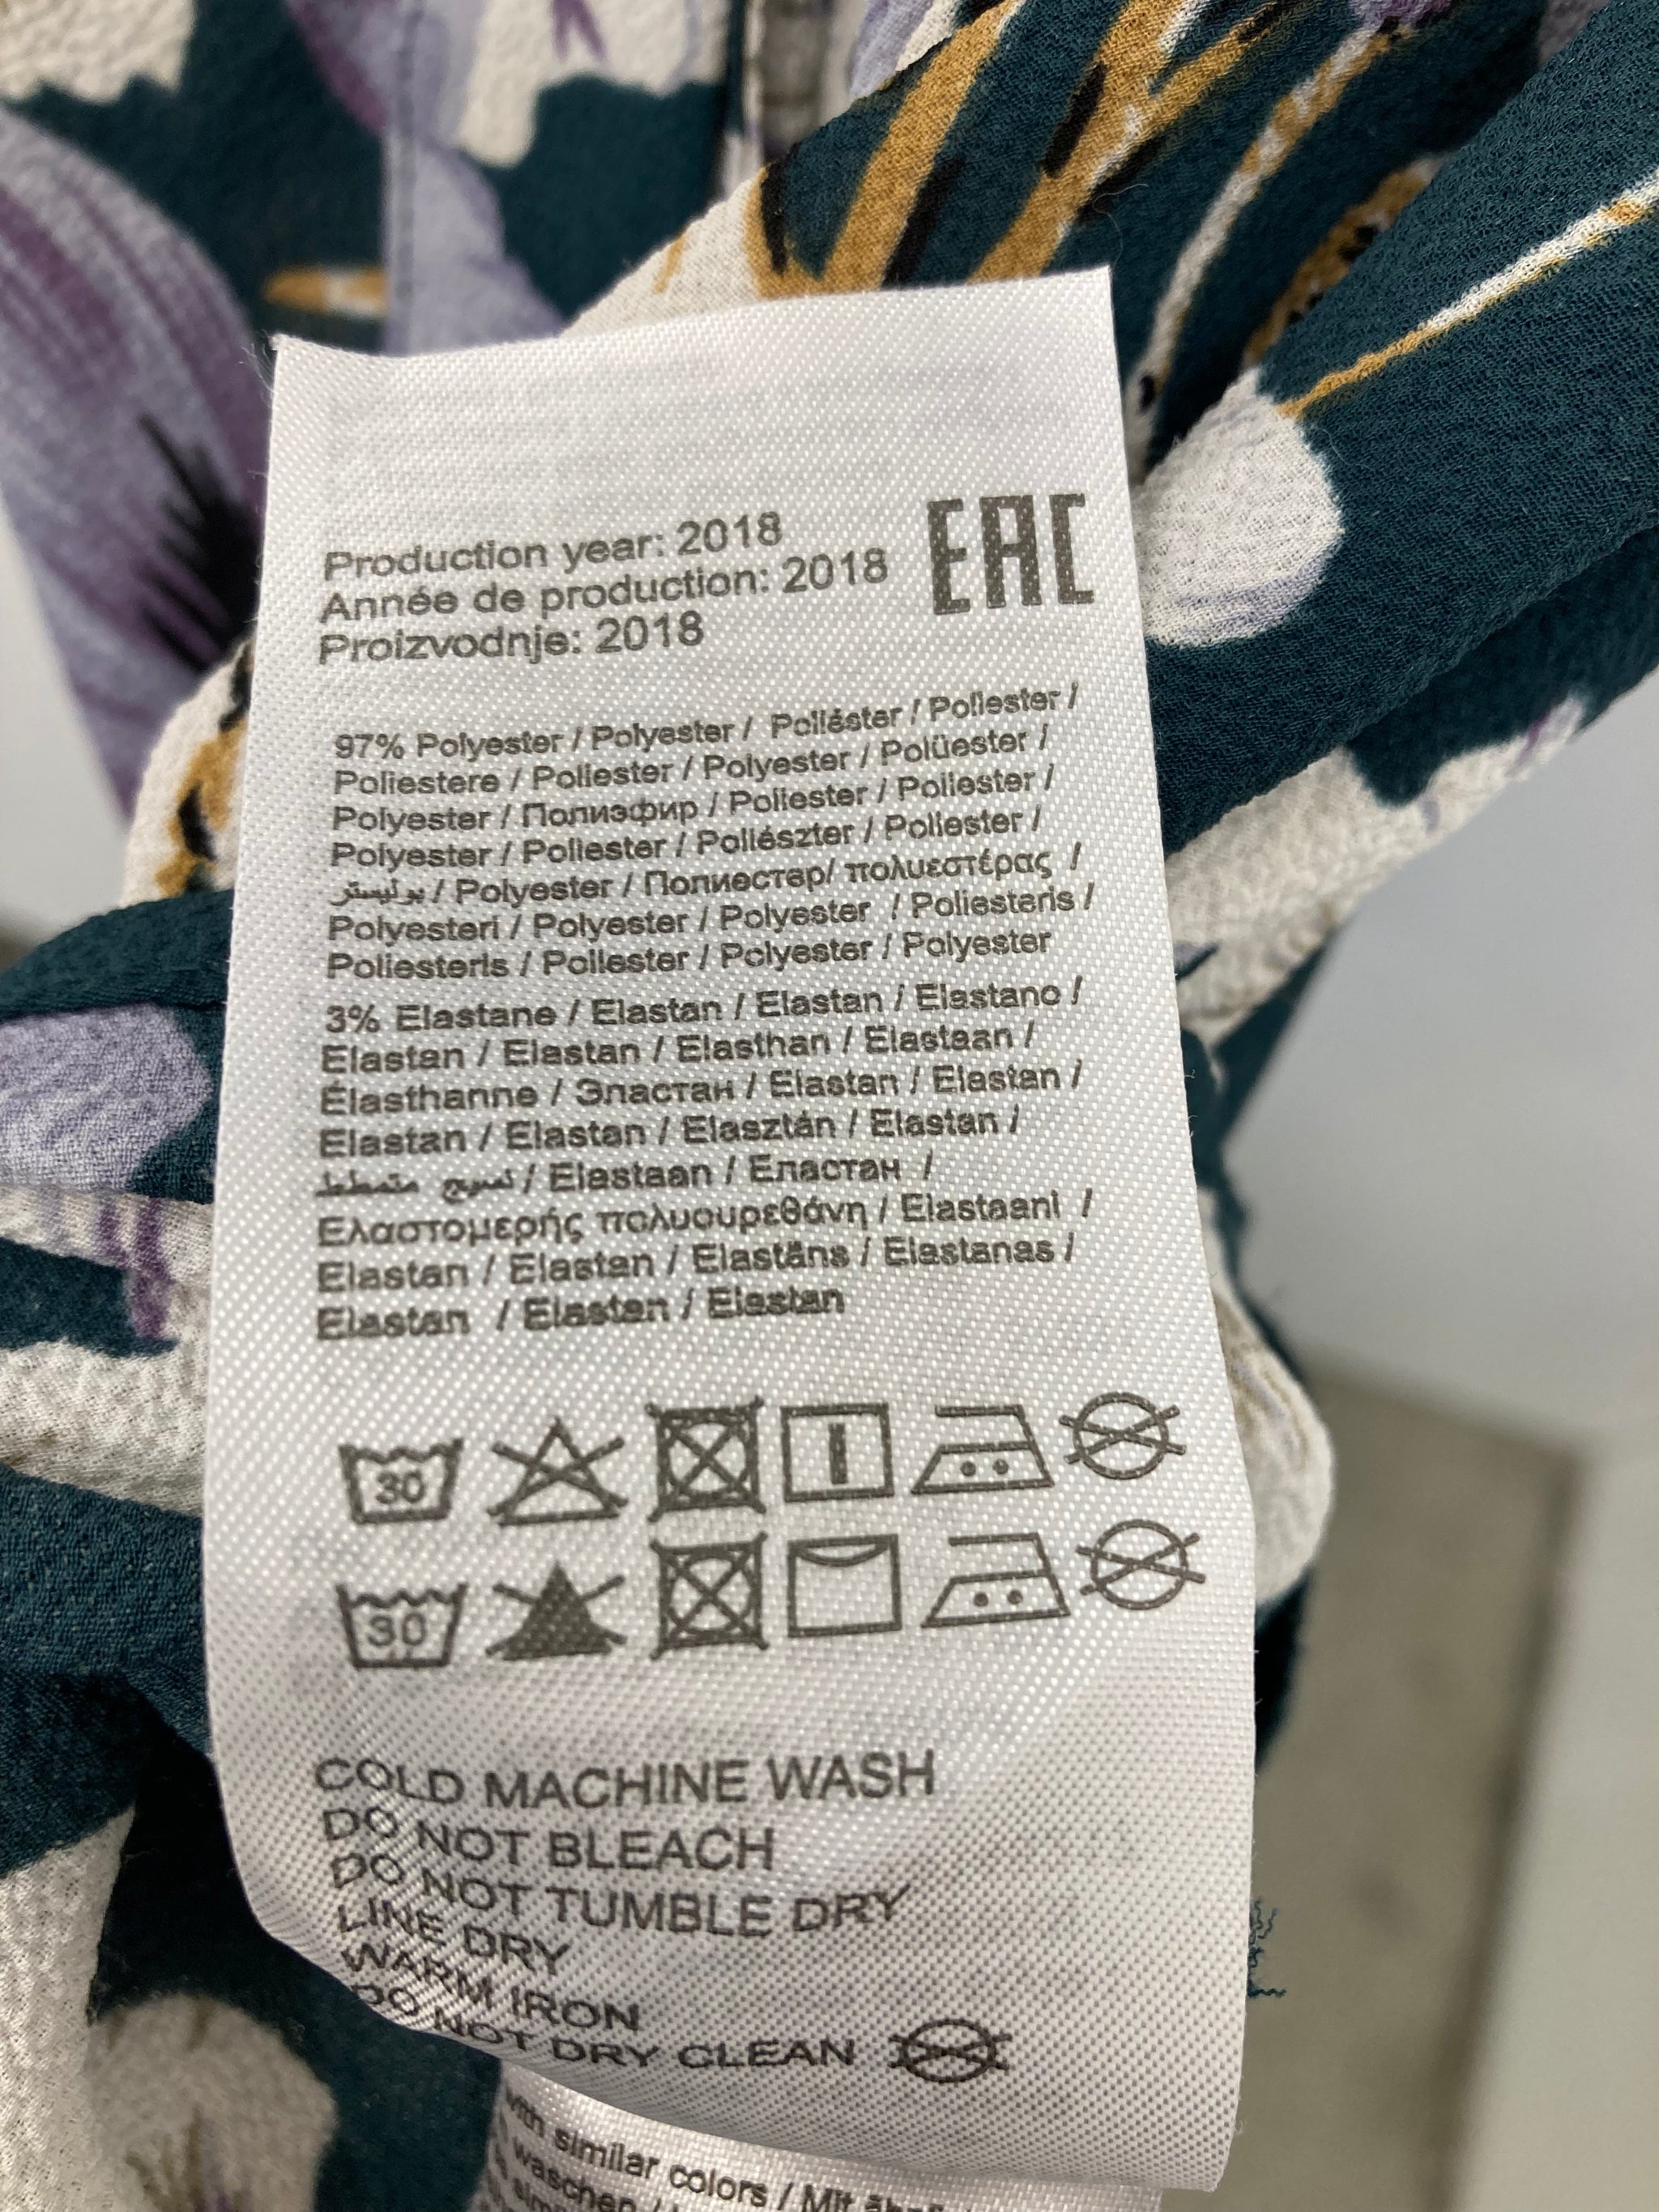 Production year: 2018
Année de production: 2018
Proizvodnje: 2018
EAC
97% Polyester / Polyester / Poliéster / Poliester /
Poliestere / Poliester / Polyester / Polüester /
Polyester / Полиэфир / Poliester / Poliester /
Polyester / Poliester / Poliészter / Poliester /
بوليستر / Polyester / Полиестер/ πολυεστέρας /
Polyesteri / Polyester / Polyester / Poliesteris /
Poliesteris / Poliester / Polyester / Polyester
3% Elastane / Elastan / Elastan / Elastano /
Elastan / Elastan / Elasthan / Elastaan /
Élasthanne / Эластан / Elastan / Elastan /
Elastan / Elastan / Elasztán / Elastan /
نسيج متمطط / Elastaan / Еластан /
Ελαστομερής πολυουρεθάνη / Elastaani /
Elastan / Elastan / Elastāns / Elastanas /
Elastan / Elastan / Elastan
30
30
COLD MACHINE WASH
DO NOT BLEACH
DO NOT TUMBLE DRY
LINE DRY
WARM IRON
DO NOT DRY CLEAN
with similar colors / Mit
waschen /